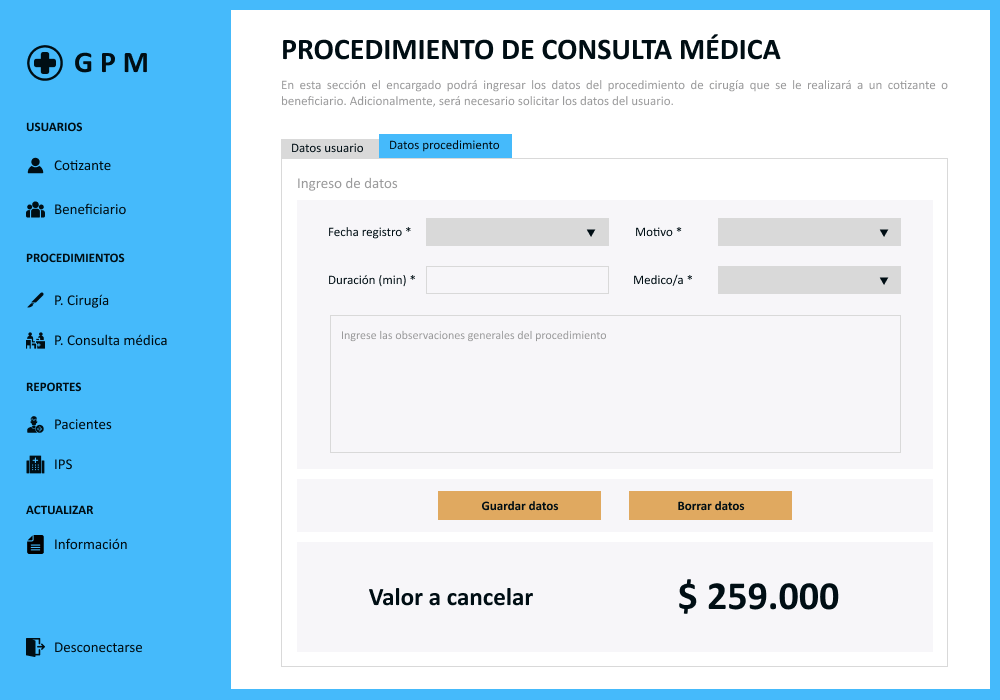 GPM
USUARIOS
Cotizante
Beneficiario
PROCEDIMIENTOS
P. Cirugía
P. Consulta médica
REPORTES
Pacientes
IPS
ACTUALIZAR
Información
Desconectarse
PROCEDIMIENTO DE CONSULTA MÉDICA
En esta sección el encargado podrá ingresar los datos del procedimiento de cirugía que se le realizará a un cotizante o
beneficiario. Adicionalmente, será necesario solicitar los datos del usuario.
Datos usuario
Datos procedimiento
Ingreso de datos
Fecha registro *
Motivo *
Duración (min) *
Medico/a *
Ingrese las observaciones generales del procedimiento
Guardar datos
Borrar datos
Valor a cancelar
$ 259.000